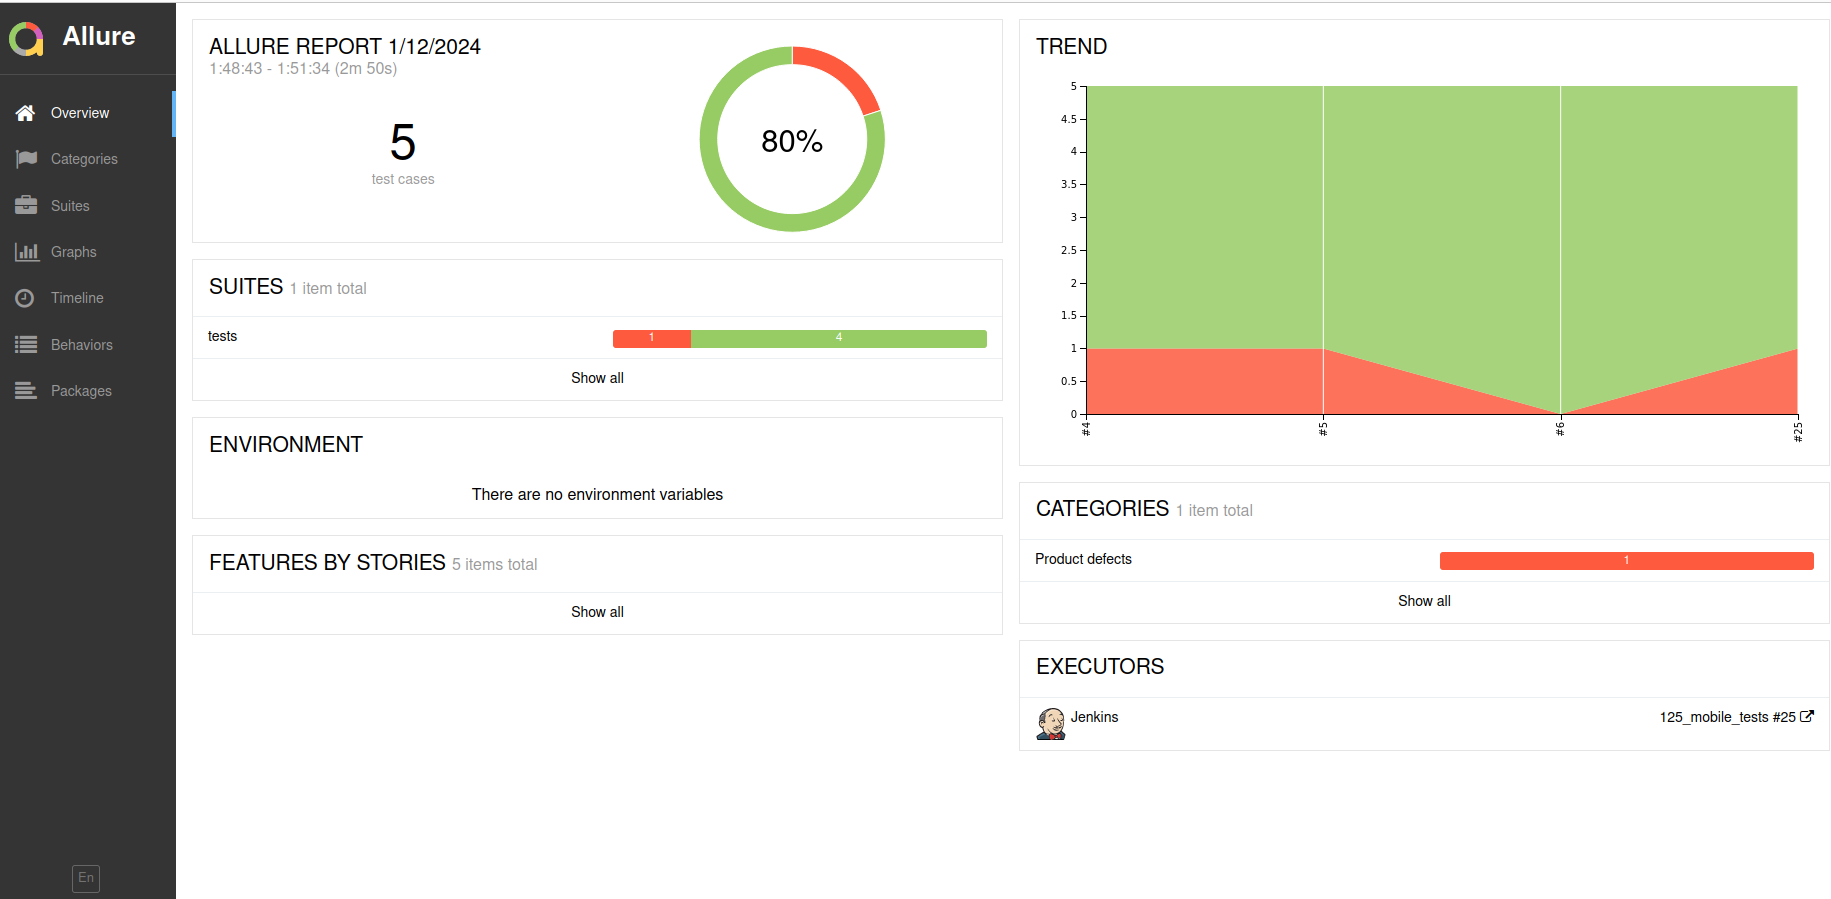 Allure
Overview
Categories
Suites
Graphs
Timeline
Behaviors
Packages
En
ALLURE REPORT 1/12/2024
1:48:43 - 1:51:34 (2m 50s)
5
test cases
80%
SUITES 1 item total
tests 1 4
Show all
ENVIRONMENT
There are no environment variables
FEATURES BY STORIES 5 items total
Show all
TREND
5
4.5
4
3.5
3
2.5
2
1.5
1
0.5
0
#4 #5 #6 #25
CATEGORIES 1 item total
Product defects 1
Show all
EXECUTORS
Jenkins 125_mobile_tests #25